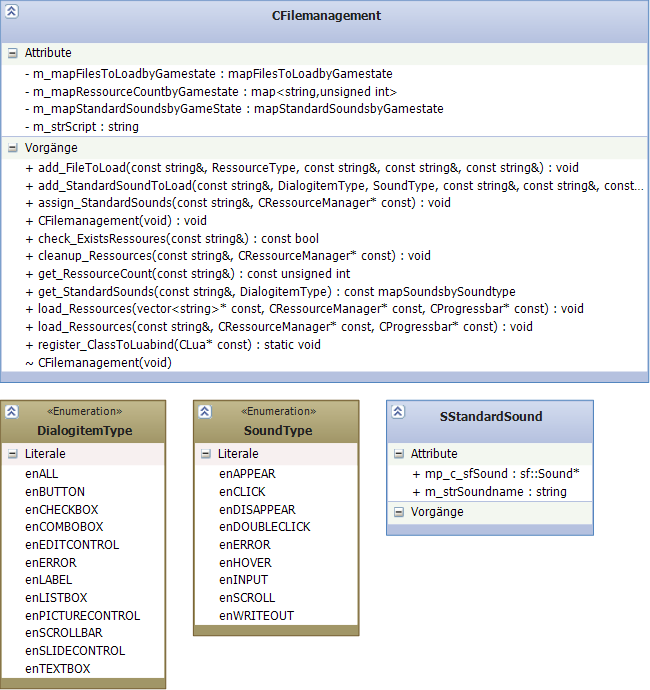 CFilemanagement
Attribute
- m_mapFilesToLoadbyGamestate : mapFilesToLoadbyGamestate
- m_mapRessourceCountbyGamestate : map<string,unsigned int>
- m_mapStandardSoundsbyGameState : mapStandardSoundsbyGamestate
- m_strScript : string
Vorgänge
+ add_FileToLoad(const string&, RessourceType, const string&, const string&, const string&) : void
+ add_StandardSoundToLoad(const string&, DialogitemType, SoundType, const string&, const string&, const...
+ assign_StandardSounds(const string&, CRessourceManager* const) : void
+ CFilemanagement(void) : void
+ check_ExistsRessoures(const string&) : const bool
+ cleanup_Ressources(const string&, CRessourceManager* const) : void
+ get_RessourceCount(const string&) : const unsigned int
+ get_StandardSounds(const string&, DialogitemType) : const mapSoundsbySoundtype
+ load_Ressources(vector<string>* const, CRessourceManager* const, CProgressbar* const) : void
+ load_Ressources(const string&, CRessourceManager* const, CProgressbar* const) : void
+ register_ClassToLuabind(CLua* const) : static void
~ CFilemanagement(void)
«Enumeration»
DialogitemType
Literale
enALL
enBUTTON
enCHECKBOX
enCOMBOBOX
enEDITCONTROL
enERROR
enLABEL
enLISTBOX
enPICTURECONTROL
enSCROLLBAR
enSLIDECONTROL
enTEXTBOX
«Enumeration»
SoundType
Literale
enAPPEAR
enCLICK
enDISAPPEAR
enDOUBLECLICK
enERROR
enHOVER
enINPUT
enSCROLL
enWRITEOUT
SStandardSound
Attribute
+ mp_c_sfSound : sf::Sound*
+ m_strSoundname : string
Vorgänge